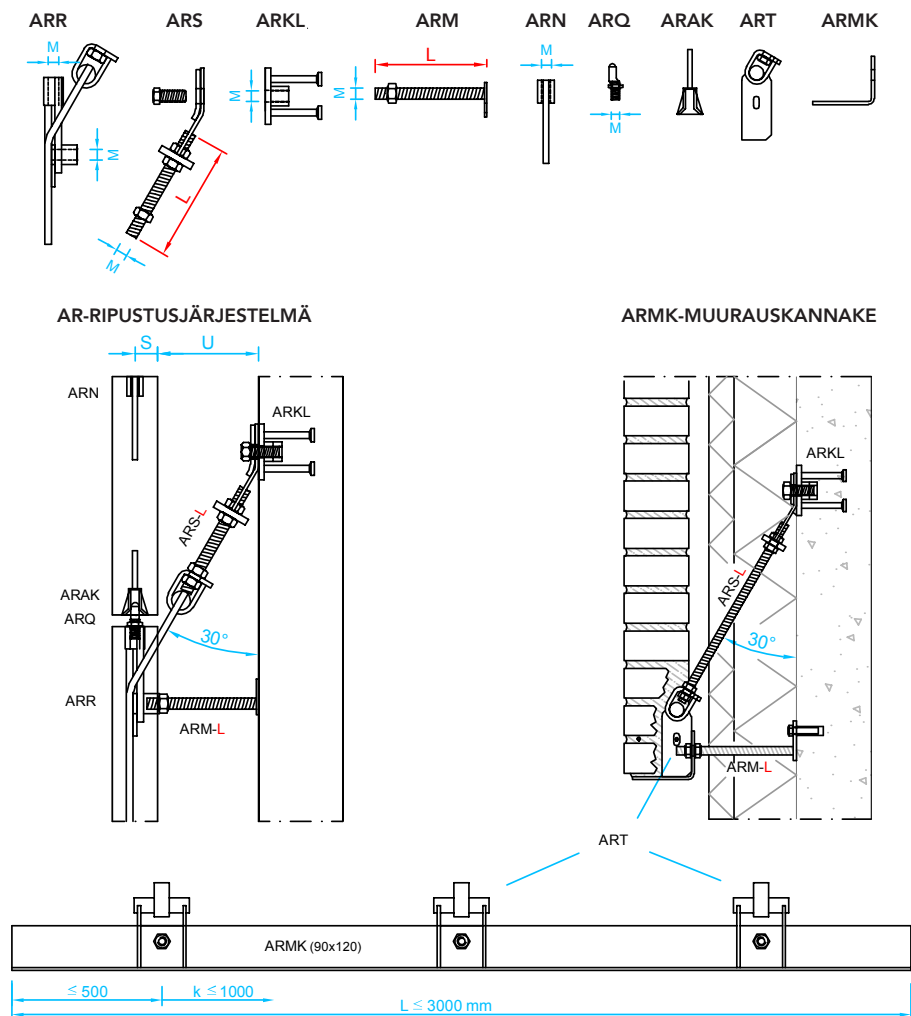 ARR ARS ARKL ARM ARN ARQ ARAK ART ARMK
M
M
M
L
M
M
L
M
M
AR-RIPUSTUSJÄRJESTELMÄ
ARMK-MUURAUSKANNAKE
S U
ARN
ARKL
ARS-L
ARAK
ARQ
30°
ARR
ARM-L
ARKL
ARS-L
30°
ARM-L
ART
ARMK (90x120)
≤ 500 k ≤ 1000
L ≤ 3000 mm